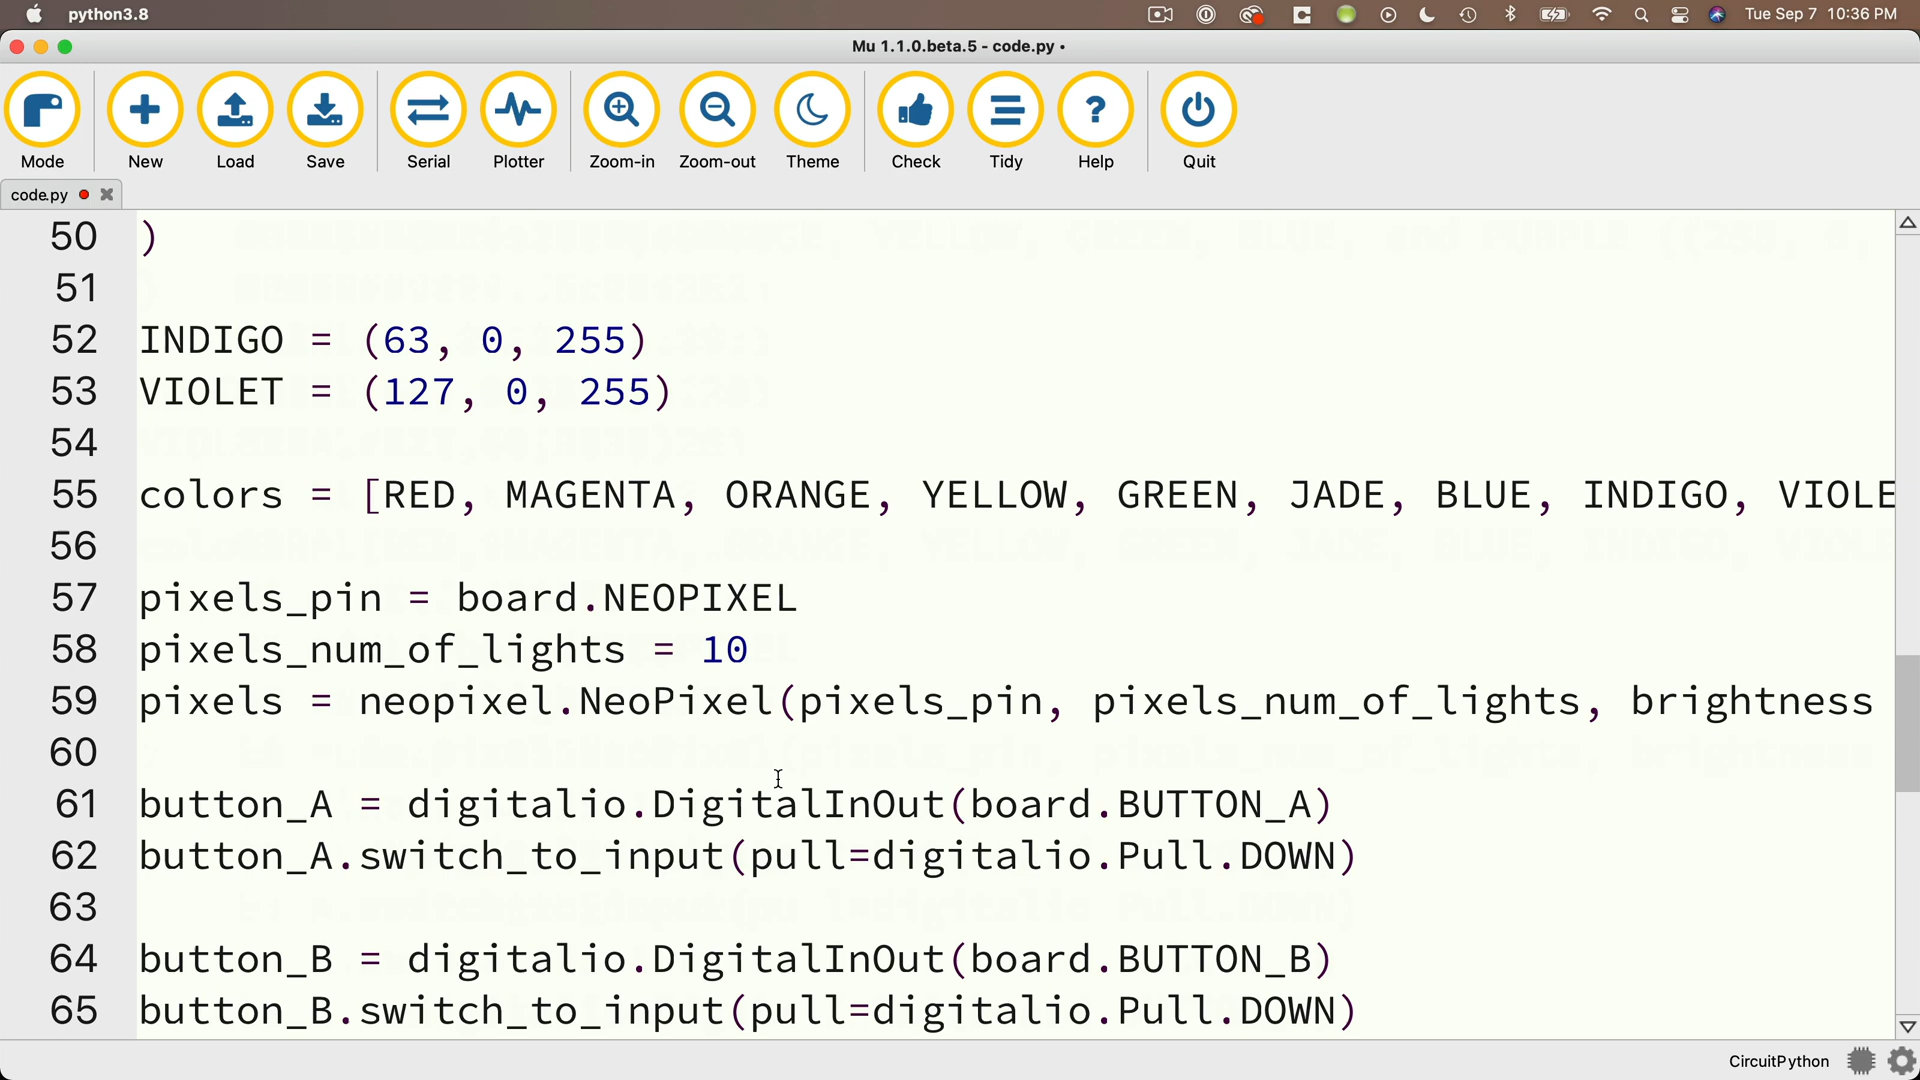 python3.8
Tue Sep 7 10:36 PM
Mu 1.1.0.beta.5 - code.py •
Mode
New
Load
Save
Serial
Plotter
Zoom-in
Zoom-out
Theme
Check
Tidy
Help
Quit
code.py
50 )
51
52 INDIGO = (63, 0, 255)
53 VIOLET = (127, 0, 255)
54
55 colors = [RED, MAGENTA, ORANGE, YELLOW, GREEN, JADE, BLUE, INDIGO, VIOLE
56
57 pixels_pin = board.NEOPIXEL
58 pixels_num_of_lights = 10
59 pixels = neopixel.NeoPixel(pixels_pin, pixels_num_of_lights, brightness
60
61 button_A = digitalio.DigitalInOut(board.BUTTON_A)
62 button_A.switch_to_input(pull=digitalio.Pull.DOWN)
63
64 button_B = digitalio.DigitalInOut(board.BUTTON_B)
65 button_B.switch_to_input(pull=digitalio.Pull.DOWN)
CircuitPython